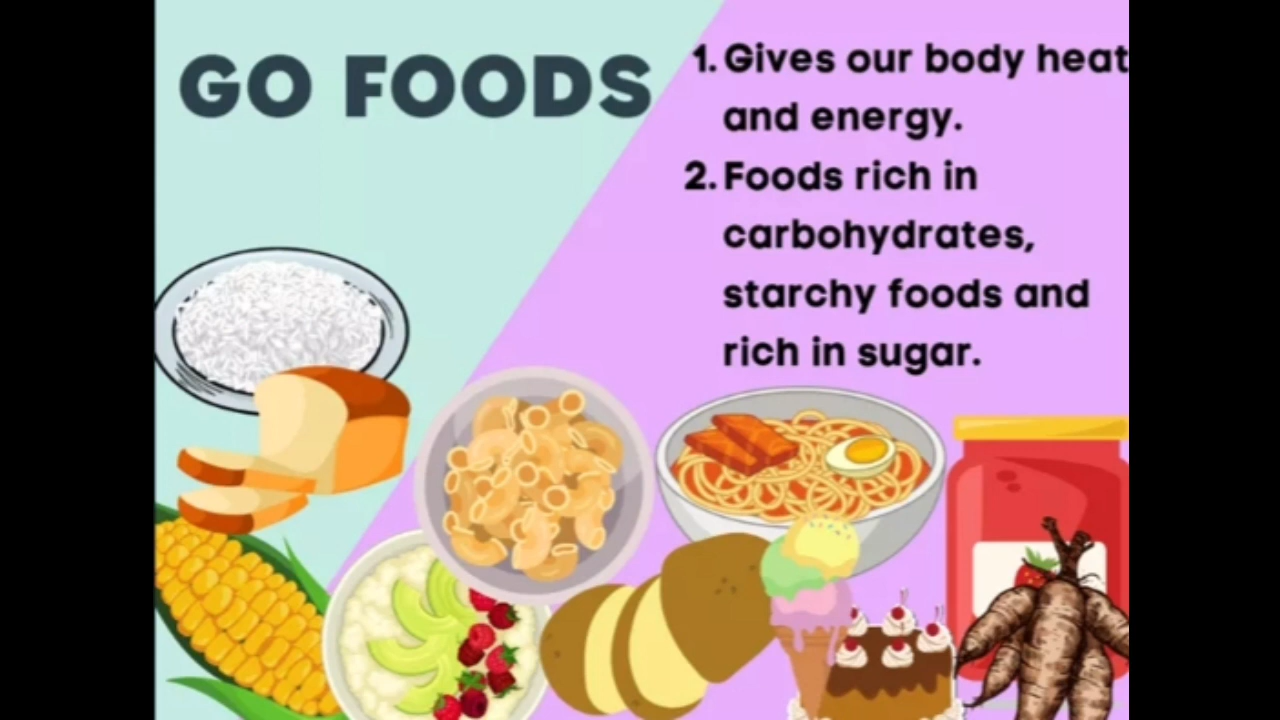 GO FOODS
1. Gives our body heat
and energy.
2. Foods rich in
carbohydrates,
starchy foods and
rich in sugar.